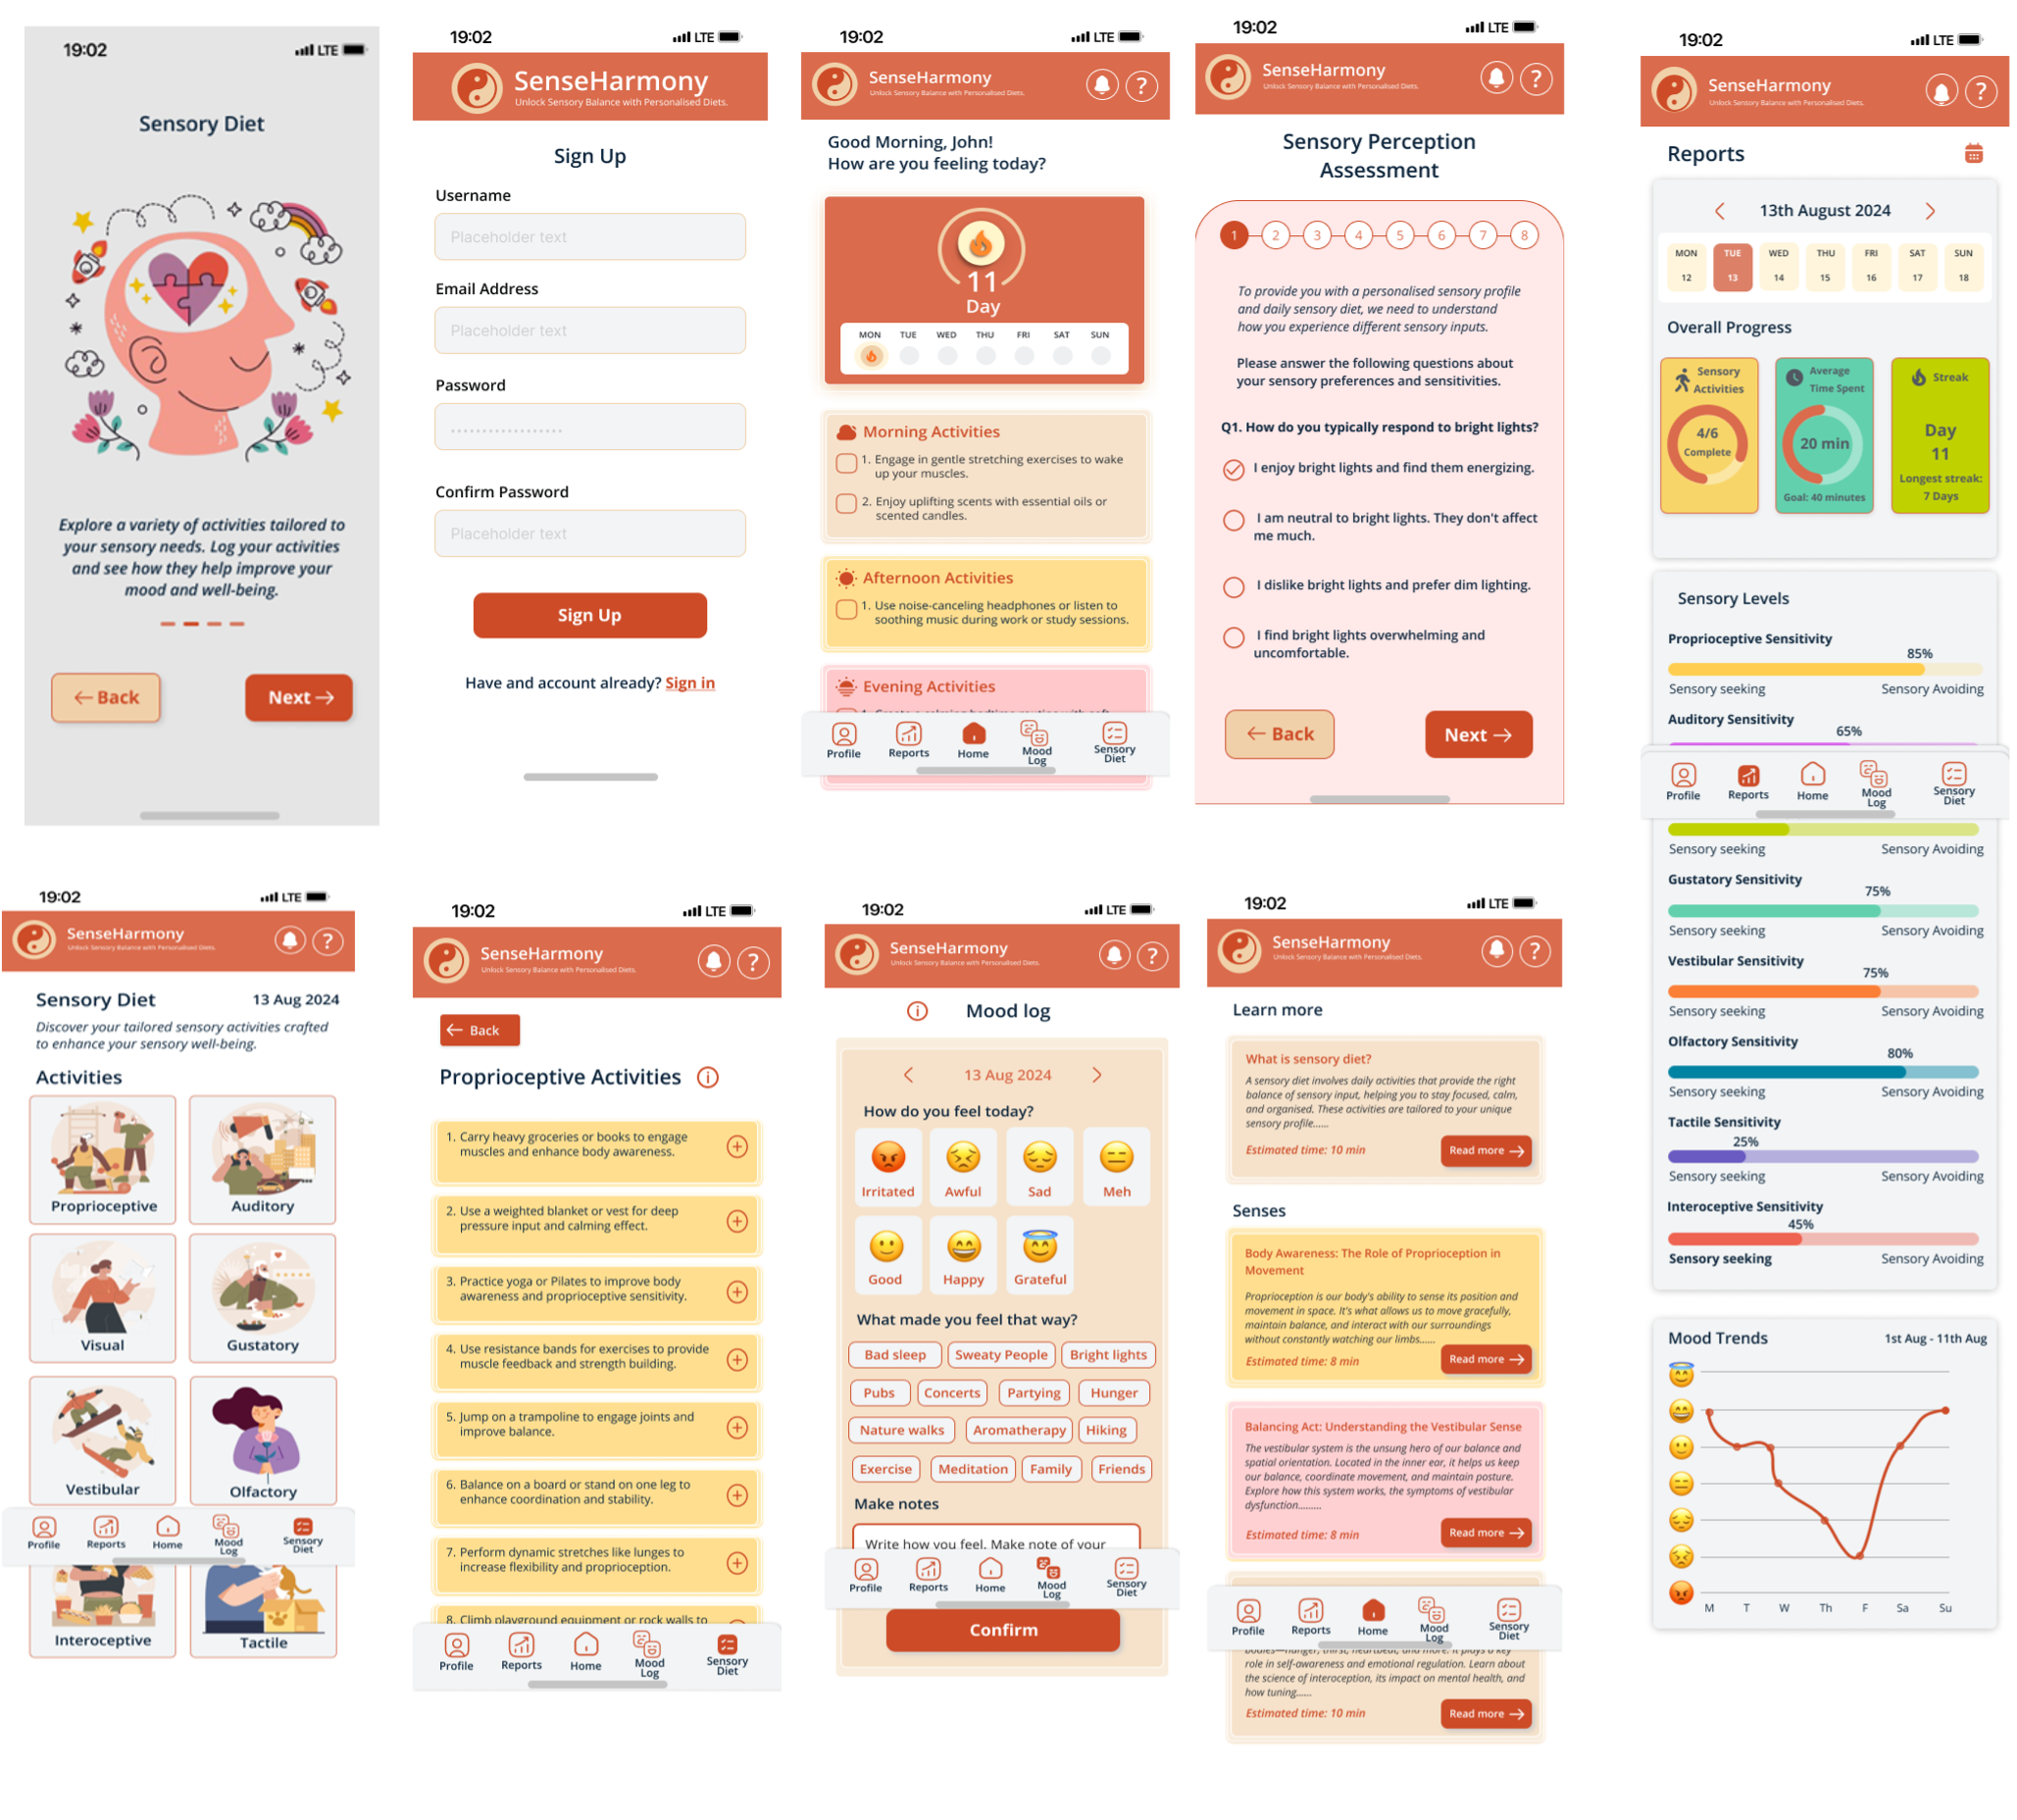 19:02
LTE
Sensory Diet
Explore a variety of activities tailored to
your sensory needs. Log your activities
and see how they help improve your
mood and well-being.
← Back
Next →
19:02
LTE
SenseHarmony
Unlock Sensory Balance with Personalised Diets.
Sign Up
Username
Placeholder text
Email Address
Placeholder text
Password
Confirm Password
Placeholder text
Sign Up
Have and account already? Sign in
19:02
LTE
SenseHarmony
Unlock Sensory Balance with Personalised Diets.
?
Good Morning, John!
How are you feeling today?
11
Day
MON TUE WED THU FRI SAT SUN
Morning Activities
1. Engage in gentle stretching exercises to wake
up your muscles.
2. Enjoy uplifting scents with essential oils or
scented candles.
Afternoon Activities
1. Use noise-canceling headphones or listen to
soothing music during work or study sessions.
Evening Activities
Profile Reports Home Mood Log Sensory Diet
19:02
LTE
SenseHarmony
Unlock Sensory Balance with Personalised Diets.
?
Sensory Perception
Assessment
1 2 3 4 5 6 7 8
To provide you with a personalised sensory profile
and daily sensory diet, we need to understand
how you experience different sensory inputs.
Please answer the following questions about
your sensory preferences and sensitivities.
Q1. How do you typically respond to bright lights?
I enjoy bright lights and find them energizing.
I am neutral to bright lights. They don't affect
me much.
I dislike bright lights and prefer dim lighting.
I find bright lights overwhelming and
uncomfortable.
← Back
Next →
19:02
LTE
SenseHarmony
Unlock Sensory Balance with Personalised Diets.
?
Reports
13th August 2024
MON TUE WED THU FRI SAT SUN
12 13 14 15 16 17 18
Overall Progress
Sensory
Activities
4/6
Complete
Average
Time Spent
20 min
Goal: 40 minutes
Streak
Day
11
Longest streak:
7 Days
Sensory Levels
Proprioceptive Sensitivity
85%
Sensory seeking Sensory Avoiding
Auditory Sensitivity
65%
Profile Reports Home Mood Log Sensory Diet
Sensory seeking Sensory Avoiding
Gustatory Sensitivity
75%
Sensory seeking Sensory Avoiding
Vestibular Sensitivity
75%
Sensory seeking Sensory Avoiding
Olfactory Sensitivity
80%
Sensory seeking Sensory Avoiding
Tactile Sensitivity
25%
Sensory seeking Sensory Avoiding
Interoceptive Sensitivity
45%
Sensory seeking Sensory Avoiding
Mood Trends 1st Aug - 11th Aug
M T W Th F Sa Su
19:02
LTE
SenseHarmony
Unlock Sensory Balance with Personalised Diets.
?
Sensory Diet 13 Aug 2024
Discover your tailored sensory activities crafted
to enhance your sensory well-being.
Activities
Proprioceptive Auditory
Visual Gustatory
Vestibular Olfactory
Profile Reports Home Mood Log Sensory Diet
Interoceptive Tactile
19:02
LTE
SenseHarmony
Unlock Sensory Balance with Personalised Diets.
?
← Back
Proprioceptive Activities
1. Carry heavy groceries or books to engage
muscles and enhance body awareness.
2. Use a weighted blanket or vest for deep
pressure input and calming effect.
3. Practice yoga or Pilates to improve body
awareness and proprioceptive sensitivity.
4. Use resistance bands for exercises to provide
muscle feedback and strength building.
5. Jump on a trampoline to engage joints and
improve balance.
6. Balance on a board or stand on one leg to
enhance coordination and stability.
7. Perform dynamic stretches like lunges to
increase flexibility and proprioception.
8. Climb playground equipment or rock walls to
Profile Reports Home Mood Log Sensory Diet
19:02
LTE
SenseHarmony
Unlock Sensory Balance with Personalised Diets.
?
Mood log
13 Aug 2024
How do you feel today?
Irritated Awful Sad Meh
Good Happy Grateful
What made you feel that way?
Bad sleep Sweaty People Bright lights
Pubs Concerts Partying Hunger
Nature walks Aromatherapy Hiking
Exercise Meditation Family Friends
Make notes
Write how you feel. Make note of your
Profile Reports Home Mood Log Sensory Diet
Confirm
19:02
LTE
SenseHarmony
Unlock Sensory Balance with Personalised Diets.
?
Learn more
What is sensory diet?
A sensory diet involves daily activities that provide the right
balance of sensory input, helping you to stay focused, calm,
and organised. These activities are tailored to your unique
sensory profile......
Estimated time: 10 min
Read more →
Senses
Body Awareness: The Role of Proprioception in
Movement
Proprioception is our body's ability to sense its position and
movement in space. It's what allows us to move gracefully,
maintain balance, and interact with our surroundings
without constantly watching our limbs......
Estimated time: 8 min
Read more →
Balancing Act: Understanding the Vestibular Sense
The vestibular system is the unsung hero of our balance and
spatial orientation. Located in the inner ear, it helps us keep
our balance, coordinate movement, and maintain posture.
Explore how this system works, the symptoms of vestibular
dysfunction.........
Estimated time: 8 min
Read more →
Profile Reports Home Mood Log Sensory Diet
bodies—hunger, thirst, heartbeat, and more. It plays a key
role in self-awareness and emotional regulation. Learn about
the science of interoception, its impact on mental health, and
how tuning......
Estimated time: 10 min
Read more →